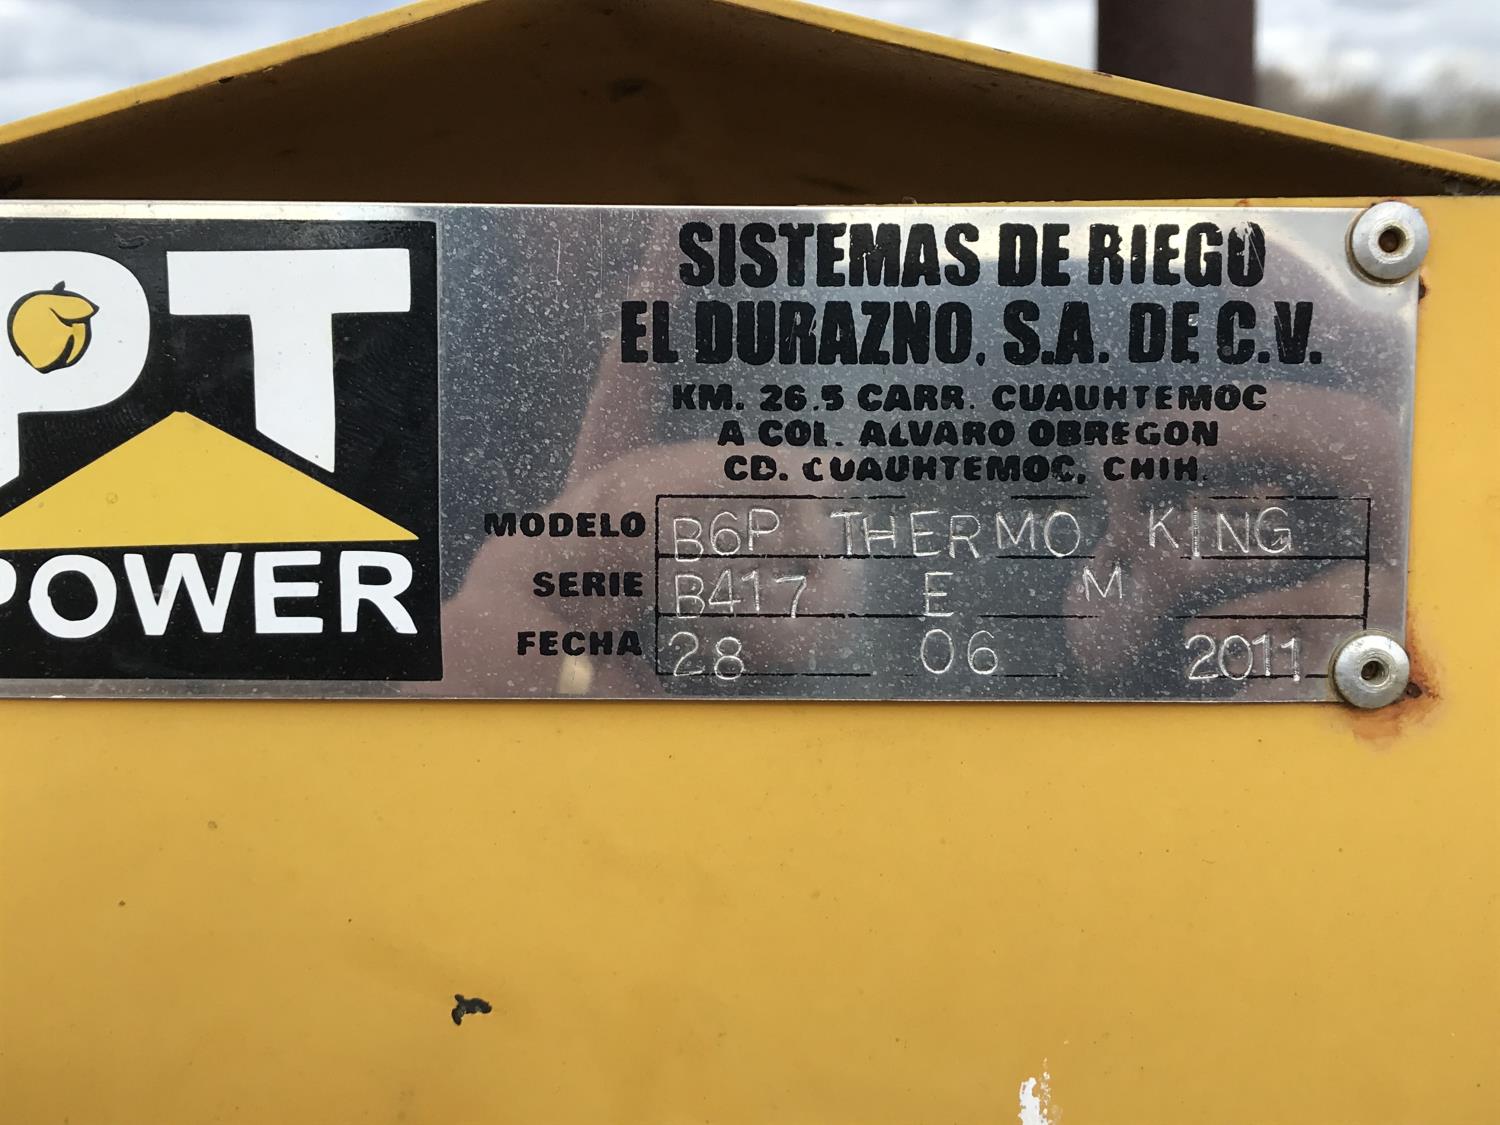 PT
POWER
SISTEMAS DE RIEGO
EL DURAZNO, S.A. DE C.V.
KM. 26.5 CARR. CUAUHTEMOC
A COL. ALVARO OBREGON
CD. CUAUHTEMOC, CHIH.
MODELO B6P THERMO KING
SERIE B417 E M
FECHA 28 06 2011